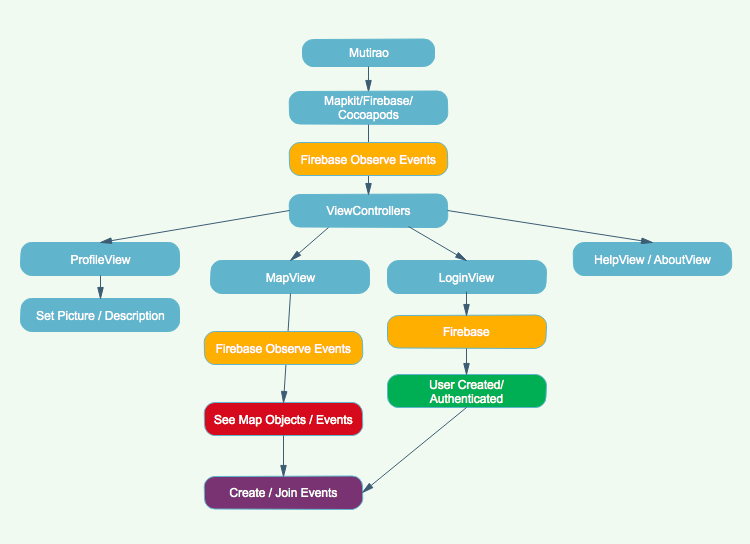 Mutirao
Mapkit/Firebase/
Cocoapods
Firebase Observe Events
ViewControllers
ProfileView
MapView
LoginView
HelpView / AboutView
Set Picture / Description
Firebase Observe Events
Firebase
User Created/
Authenticated
See Map Objects / Events
Create / Join Events